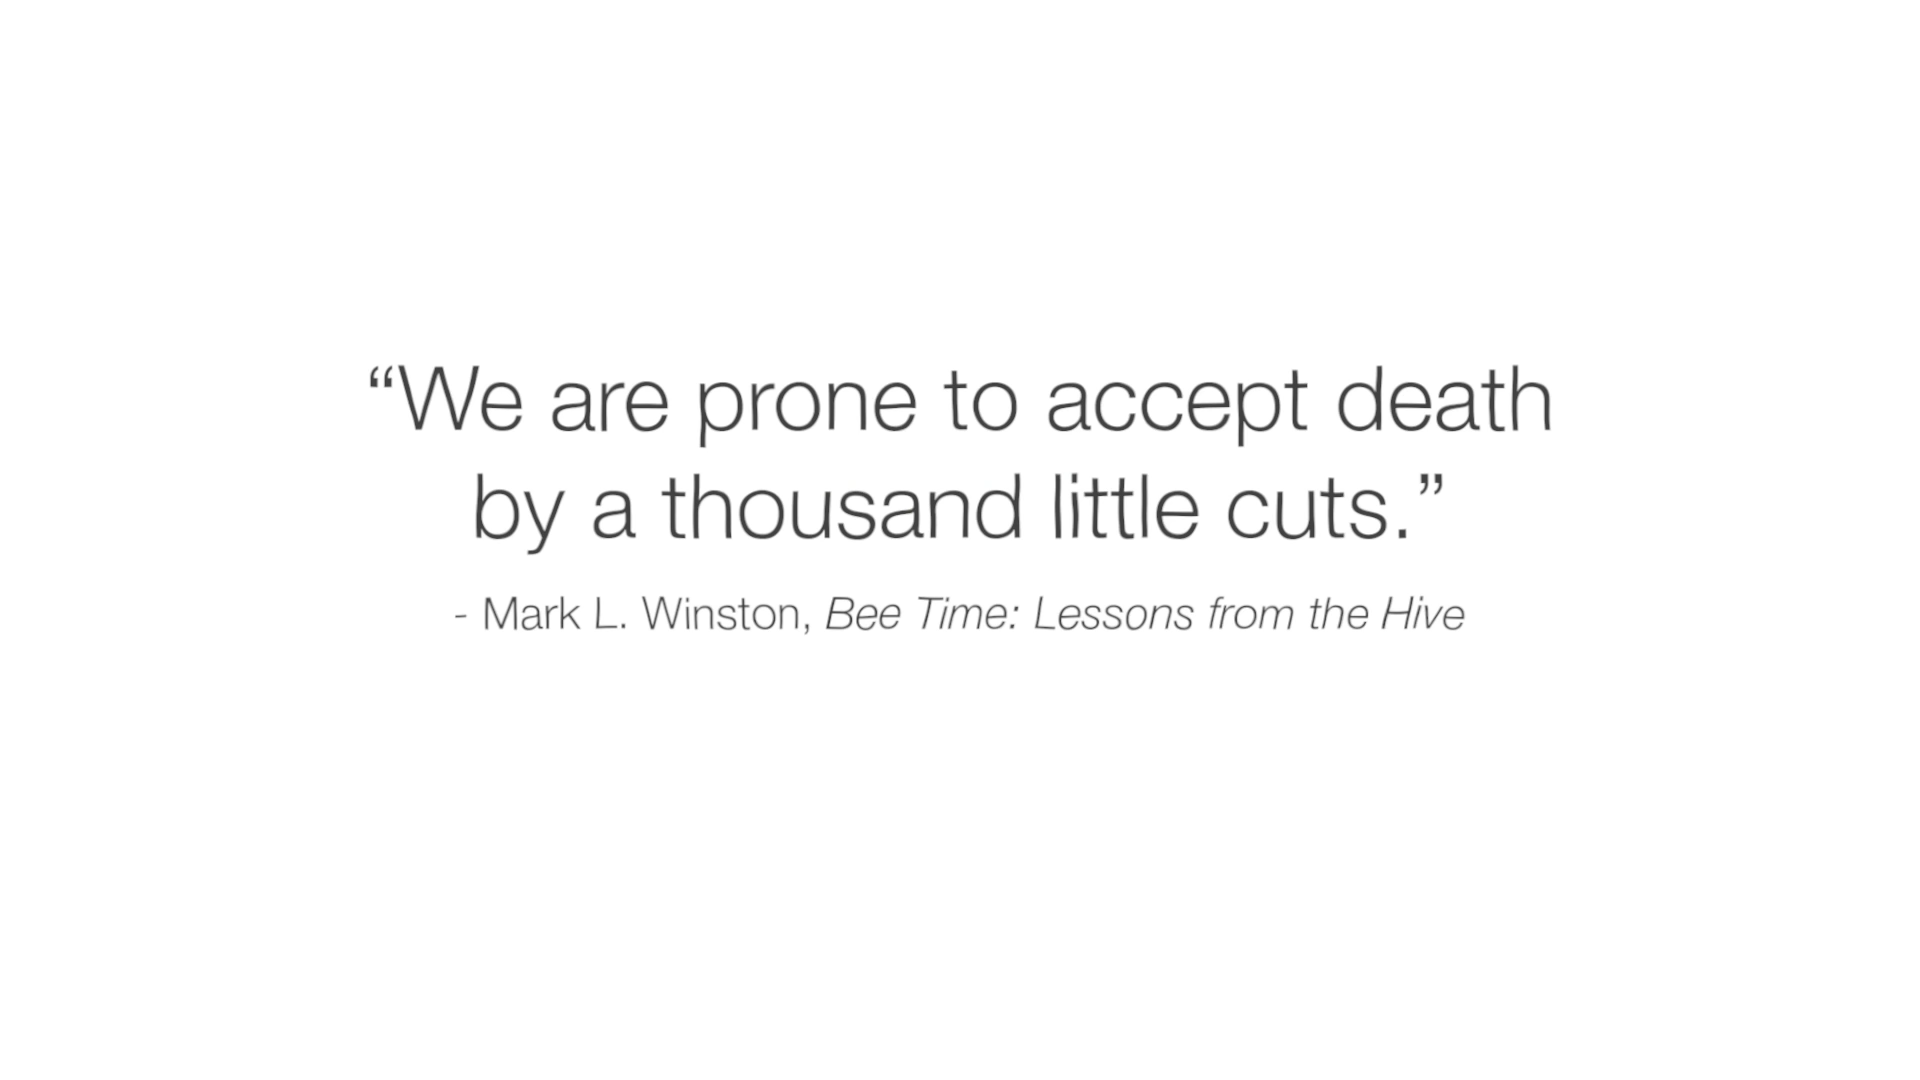 “We are prone to accept death
by a thousand little cuts.”
- Mark L. Winston, Bee Time: Lessons from the Hive